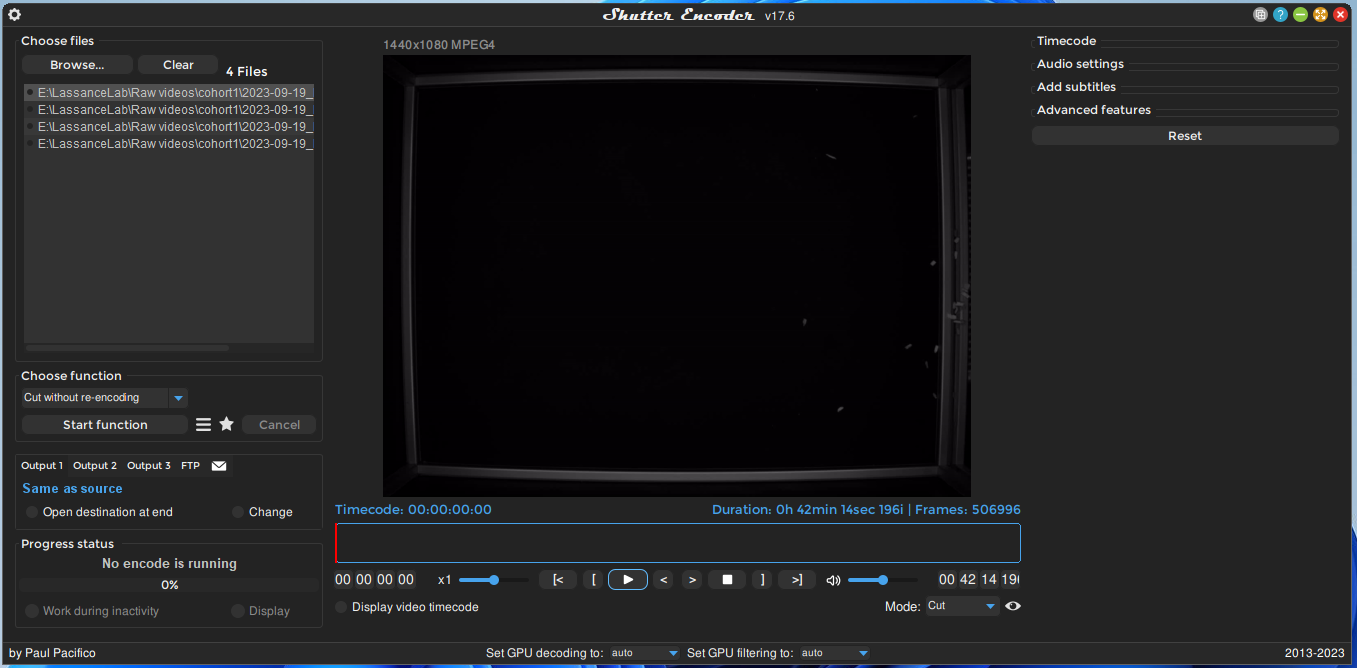 Shutter Encoder v17.6
?
Choose files
Browse...
Clear
4 Files
E:\LassanceLab\Raw videos\cohort1\2023-09-19_
E:\LassanceLab\Raw videos\cohort1\2023-09-19_
E:\LassanceLab\Raw videos\cohort1\2023-09-19_
E:\LassanceLab\Raw videos\cohort1\2023-09-19_
Choose function
Cut without re-encoding
Start function
Cancel
Output 1 Output 2 Output 3 FTP
Same as source
Open destination at end
Change
Progress status
No encode is running
0%
Work during inactivity
Display
1440x1080 MPEG4
Timecode: 00:00:00:00
Duration: 0h 42min 14sec 196i | Frames: 506996
00 00 00 00
x1
[< [ < > ] >]
00 42 14 196
Display video timecode
Mode: Cut
Timecode
Audio settings
Add subtitles
Advanced features
Reset
by Paul Pacifico
Set GPU decoding to: auto
Set GPU filtering to: auto
2013-2023